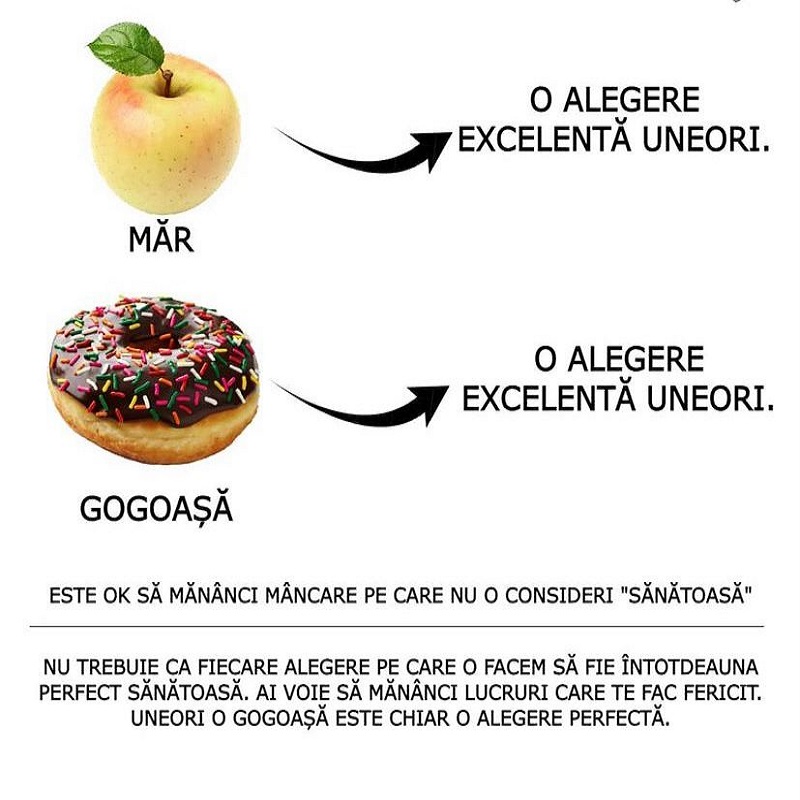 O ALEGERE
EXCELENTĂ UNEORI.
MĂR
O ALEGERE
EXCELENTĂ UNEORI.
GOGOAȘĂ
ESTE OK SĂ MĂNÂNCI MÂNCARE PE CARE NU O CONSIDERI "SĂNĂTOASĂ"
NU TREBUIE CA FIECARE ALEGERE PE CARE O FACEM SĂ FIE ÎNTOTDEAUNA
PERFECT SĂNĂTOASĂ. AI VOIE SĂ MĂNÂNCI LUCRURI CARE TE FAC FERICIT.
UNEORI O GOGOAȘĂ ESTE CHIAR O ALEGERE PERFECTĂ.